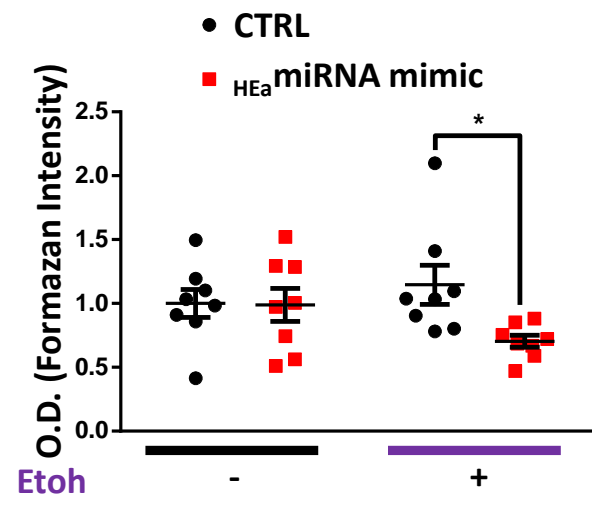 CTRL
HEamiRNA mimic
O.D. (Formazan Intensity)
2.5
2.0
1.5
1.0
0.5
0.0
*
Etoh - +